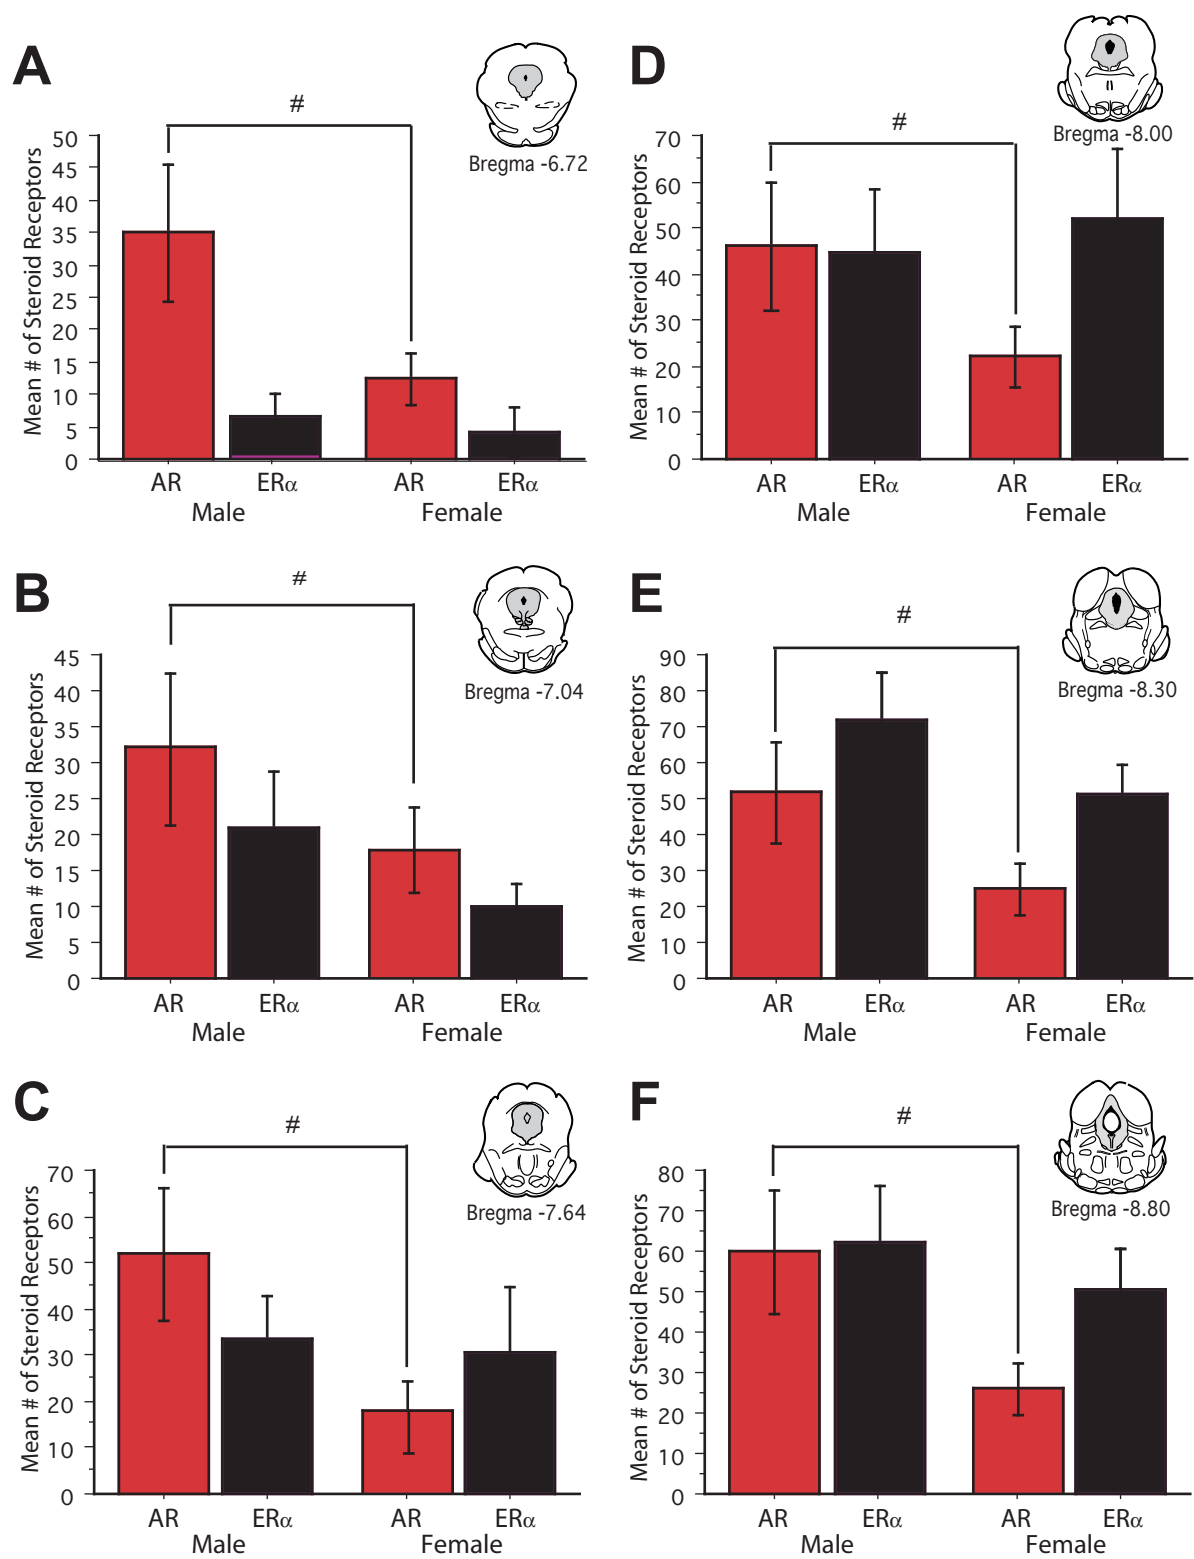 A
#
Bregma -6.72
Mean # of Steroid Receptors
50
45
40
35
30
25
20
15
10
5
0
AR ERα AR ERα
Male Female
B
#
Bregma -7.04
Mean # of Steroid Receptors
45
40
35
30
25
20
15
10
5
0
AR ERα AR ERα
Male Female
C
#
Bregma -7.64
Mean # of Steroid Receptors
70
60
50
40
30
20
10
0
AR ERα AR ERα
Male Female
D
#
Bregma -8.00
Mean # of Steroid Receptors
70
60
50
40
30
20
10
0
AR ERα AR ERα
Male Female
E
#
Bregma -8.30
Mean # of Steroid Receptors
90
80
70
60
50
40
30
20
10
0
AR ERα AR ERα
Male Female
F
#
Bregma -8.80
Mean # of Steroid Receptors
80
70
60
50
40
30
20
10
0
AR ERα AR ERα
Male Female